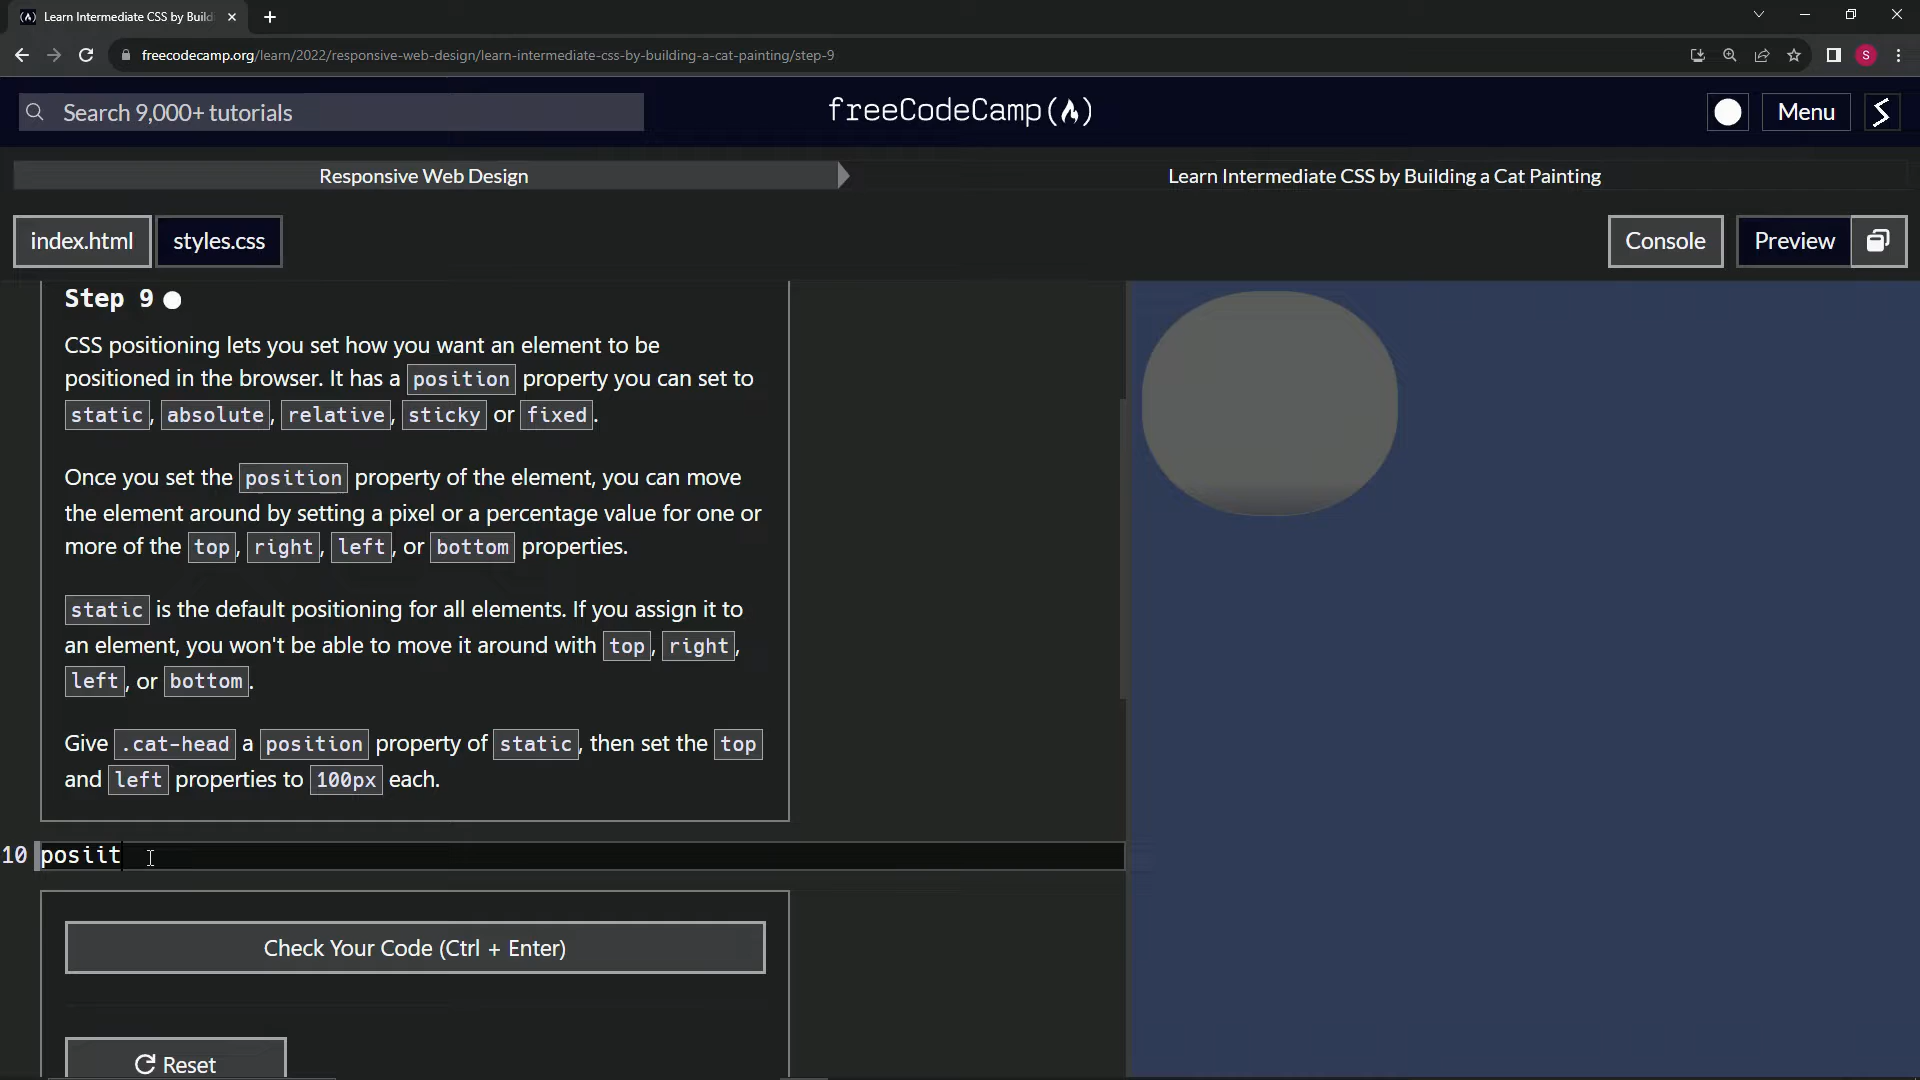 Learn Intermediate CSS by Build
freecodecamp.org/learn/2022/responsive-web-design/learn-intermediate-css-by-building-a-cat-painting/step-9
S
Search 9,000+ tutorials
freeCodeCamp
Menu
Responsive Web Design
Learn Intermediate CSS by Building a Cat Painting
index.html
styles.css
Console
Preview
Step 9
CSS positioning lets you set how you want an element to be
positioned in the browser. It has a position property you can set to
static, absolute, relative, sticky or fixed.
Once you set the position property of the element, you can move
the element around by setting a pixel or a percentage value for one or
more of the top, right, left, or bottom properties.
static is the default positioning for all elements. If you assign it to
an element, you won't be able to move it around with top, right,
left, or bottom.
Give .cat-head a position property of static, then set the top
and left properties to 100px each.
10 posiit
Check Your Code (Ctrl + Enter)
Reset